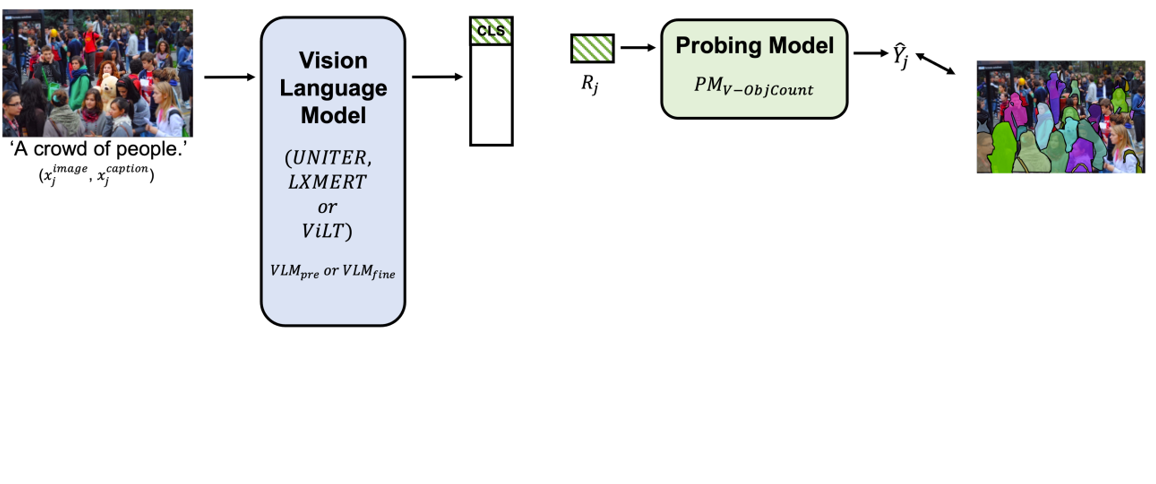 'A crowd of people.'
(x_j^image, x_j^caption)
Vision
Language
Model
(UNITER,
LXMERT
or
ViLT)
VLM_pre or VLM_fine
CLS
R_j
Probing Model
PM_V−ObjCount
Ŷ_j